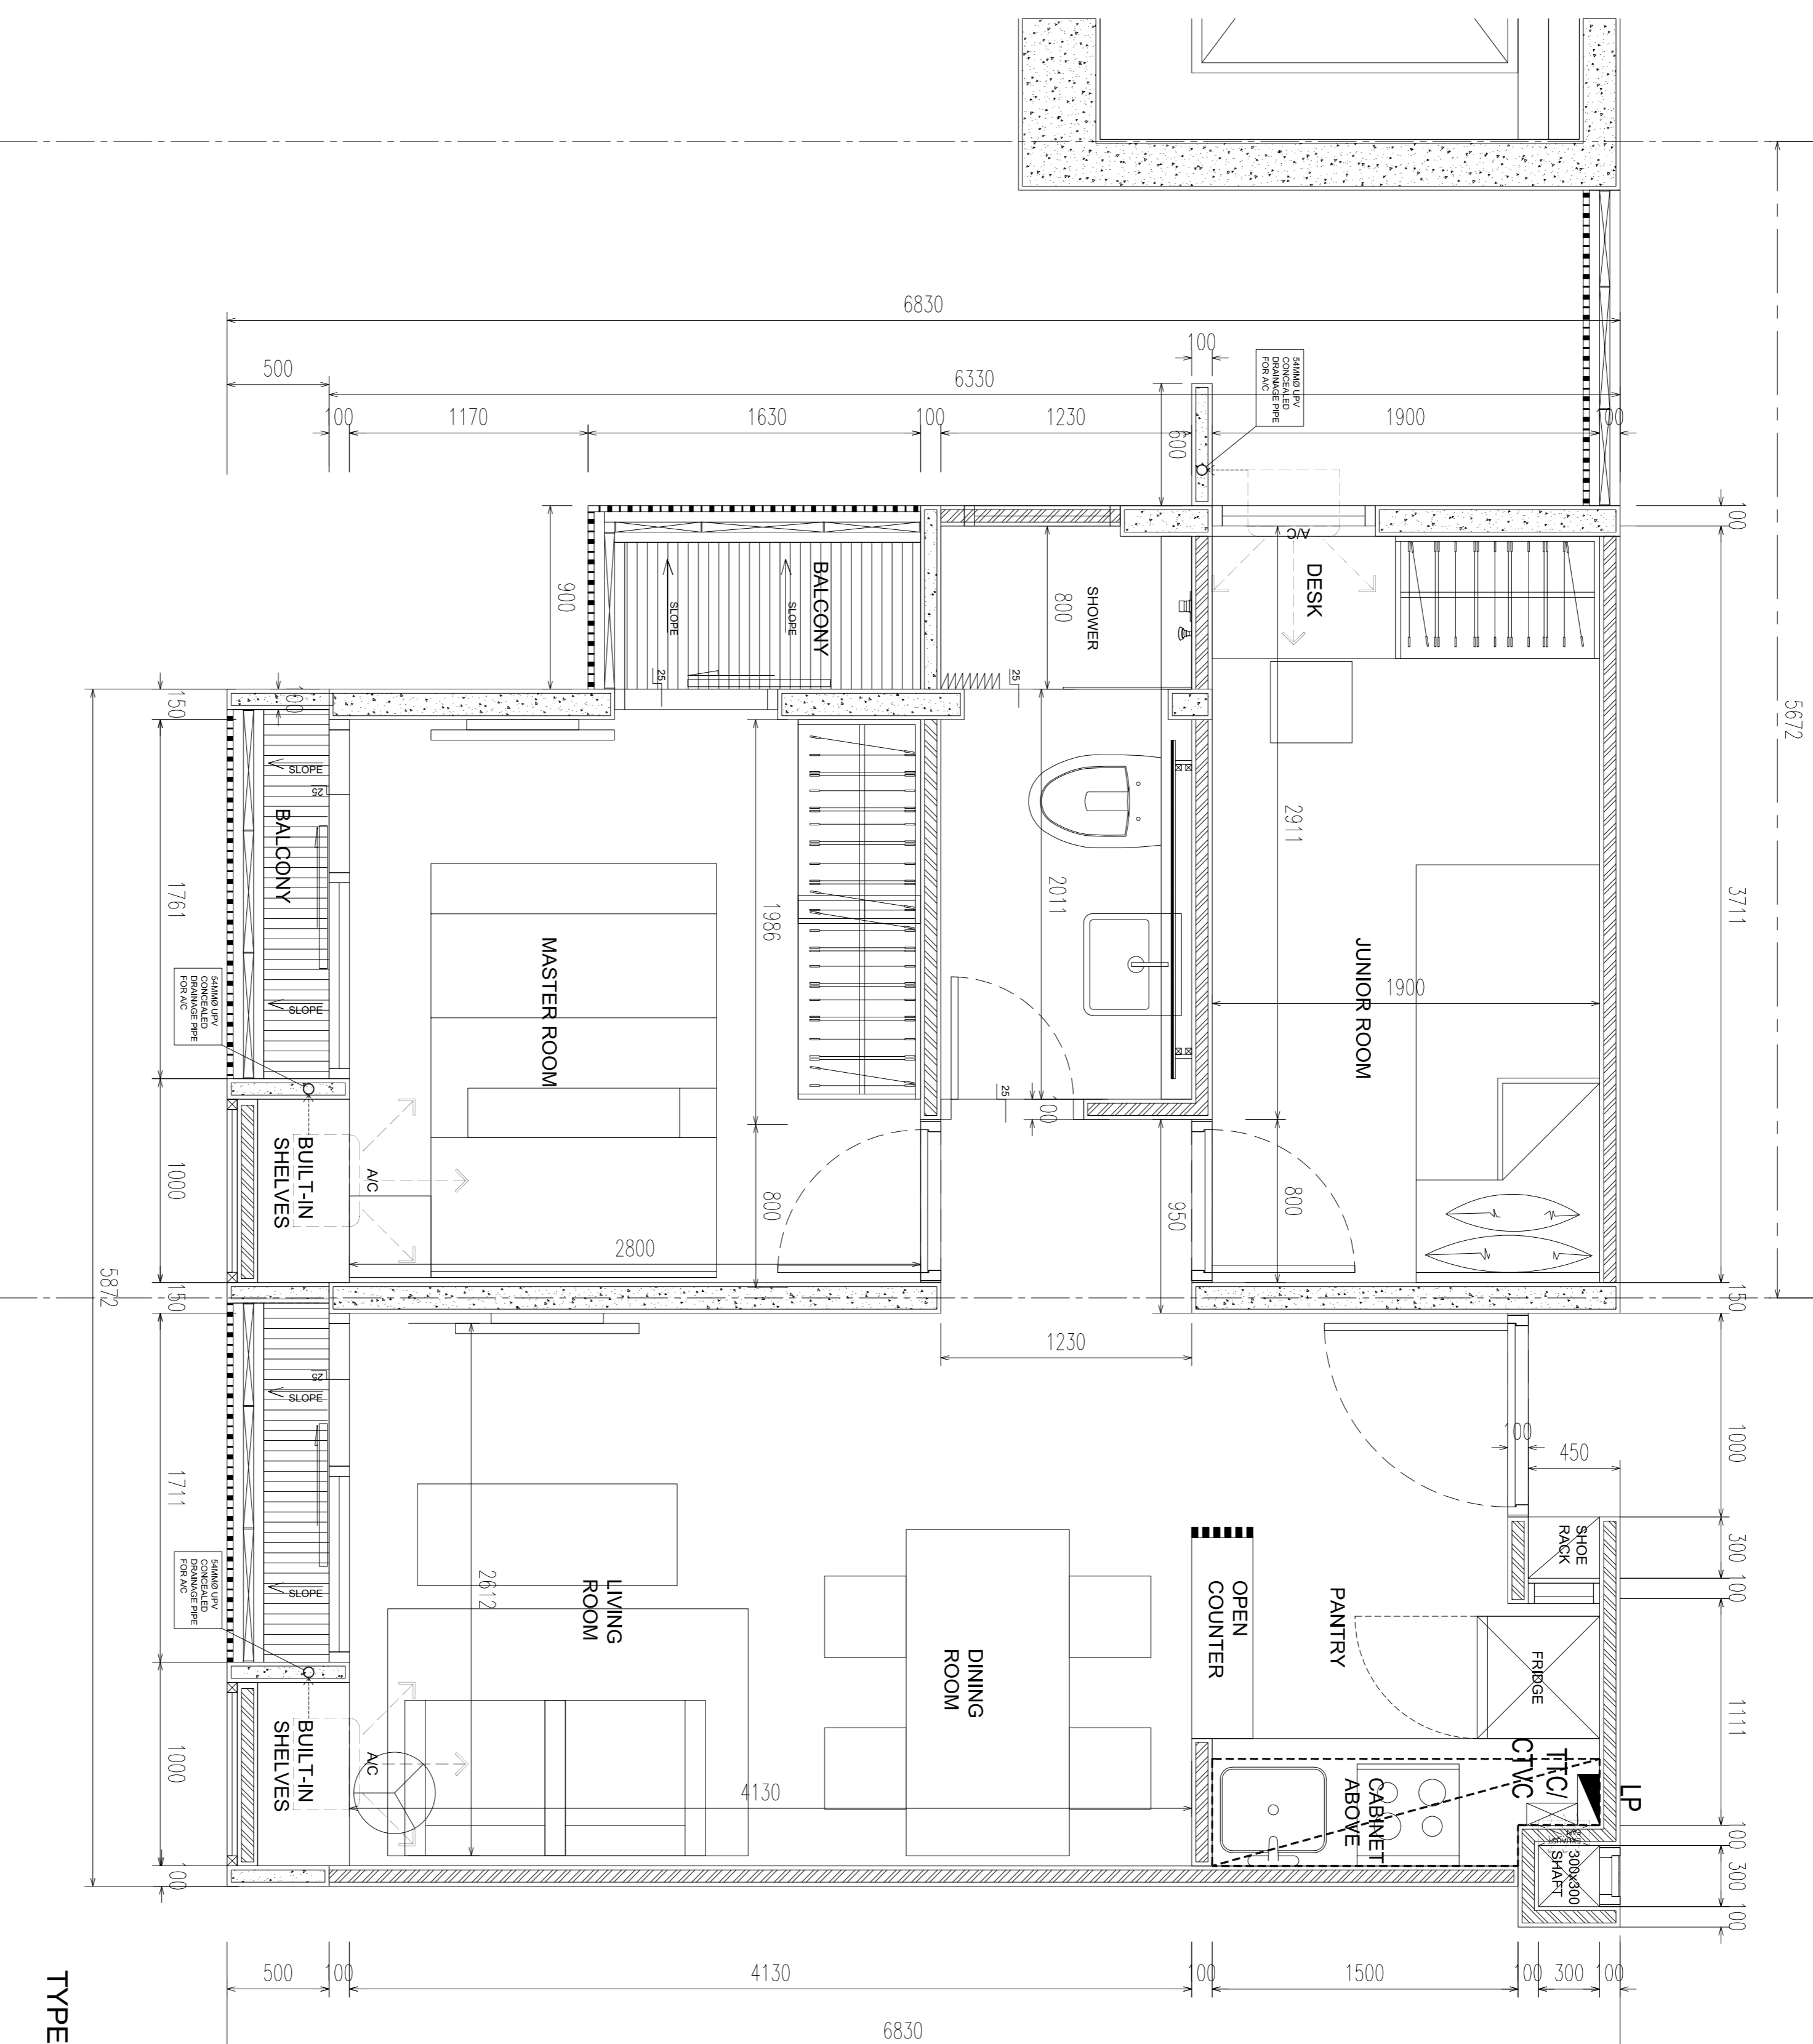 6830
500
6330
100
1170
1630
100
1230
1900
100
100
600
54MMØ UPV
CONCEALED
DRAINAGE PIPE
FOR A/C
5672
100
3711
150
1000
300
100
1111
100
300
100
A/C
DESK
SHOWER
800
BALCONY
SLOPE
SLOPE
25
25
900
150
100
1761
1000
150
1711
1000
100
5872
SLOPE
25
BALCONY
SLOPE
54MMØ UPV
CONCEALED
DRAINAGE PIPE
FOR A/C
BUILT-IN
SHELVES
A/C
MASTER ROOM
1986
800
2800
2011
25
100
950
2911
800
JUNIOR ROOM
1900
1230
100
450
SHOE
RACK
FRIDGE
PANTRY
OPEN
COUNTER
CABINET
ABOVE
TTC/
CTVC
LP
300x300
SHAFT
DINING
ROOM
LIVING
ROOM
2612
4130
SLOPE
25
SLOPE
54MMØ UPV
CONCEALED
DRAINAGE PIPE
FOR A/C
BUILT-IN
SHELVES
A/C
500
100
4130
100
1500
100
300
100
6830
TYPE